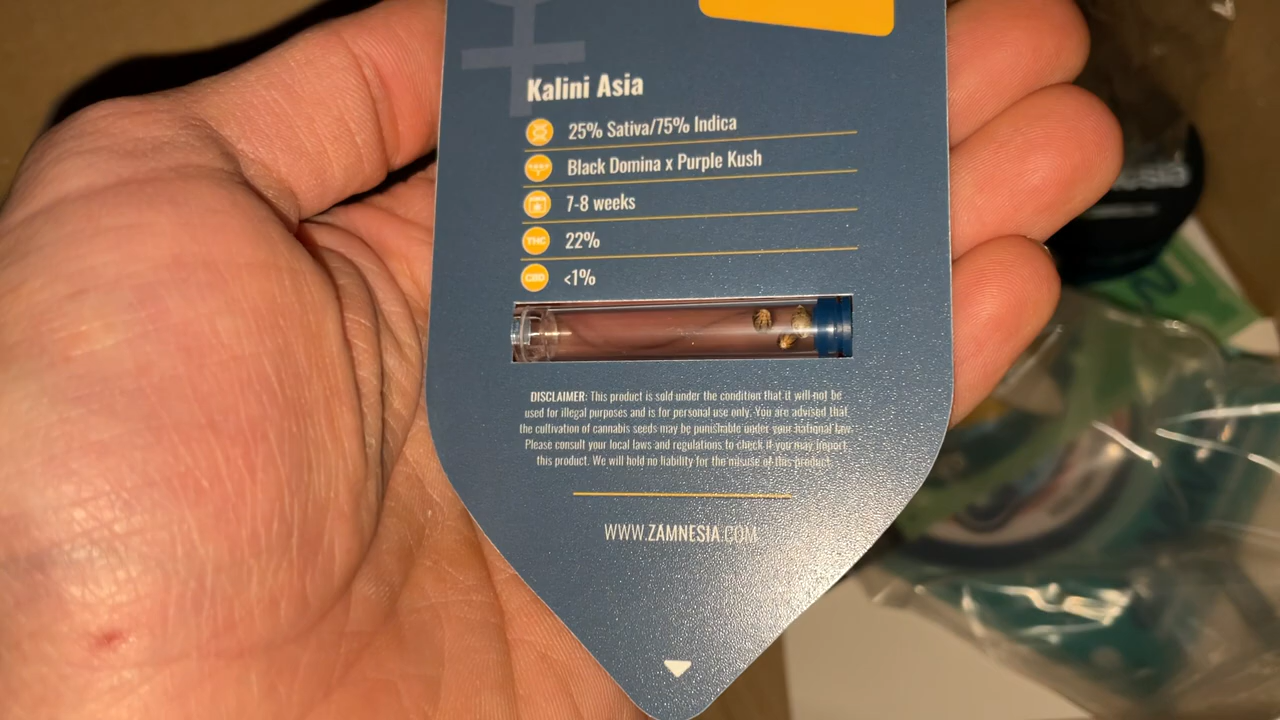 Kalini Asia
25% Sativa/75% Indica
Black Domina x Purple Kush
7-8 weeks
THC 22%
CBD <1%
DISCLAIMER: This product is sold under the condition that it will not be
used for illegal purposes and is for personal use only. You are advised that
the cultivation of cannabis seeds may be punishable under your national law.
Please consult your local laws and regulations to check if you may import
this product. We will hold no liability for the misuse of this product.
WWW.ZAMNESIA.COM